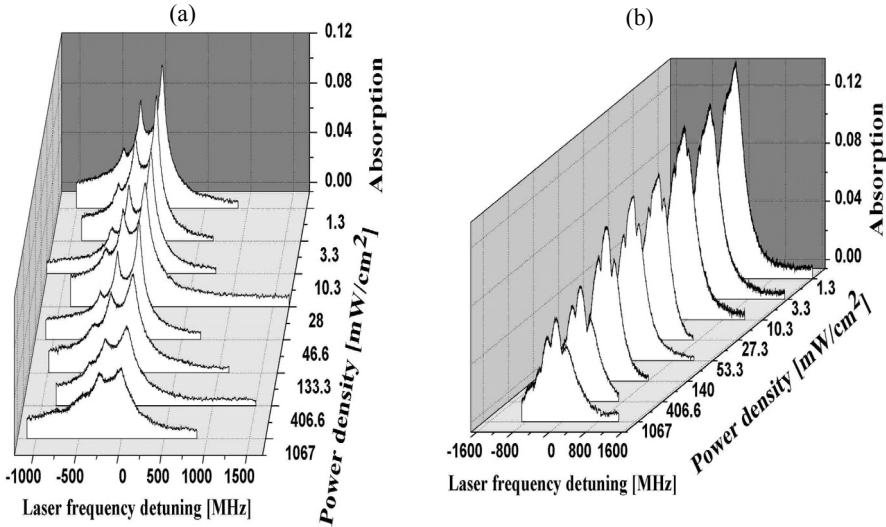 (a)
0.12
0.08
0.04
0.00
Absorption
1.3
3.3
10.3
28
46.6
133.3
406.6
1067
Power density [mW/cm²]
-1000 -500 0 500 1000 1500
Laser frequency detuning [MHz]
(b)
0.12
0.08
0.04
0.00
Absorption
1.3
3.3
10.3
27.3
53.3
140
406.6
1067
Power density [mW/cm²]
-1600 -800 0 800 1600
Laser frequency detuning [MHz]